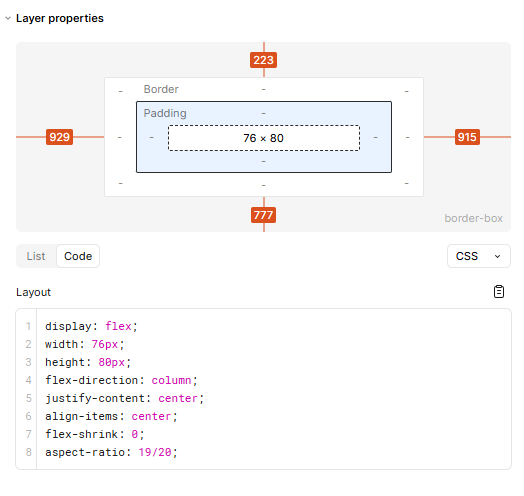 Layer properties
223
Border
-
-
-
Padding
-
929
-
-
76 × 80
-
-
915
-
-
-
-
777
border-box
List
Code
CSS
Layout
1 display: flex;
2 width: 76px;
3 height: 80px;
4 flex-direction: column;
5 justify-content: center;
6 align-items: center;
7 flex-shrink: 0;
8 aspect-ratio: 19/20;